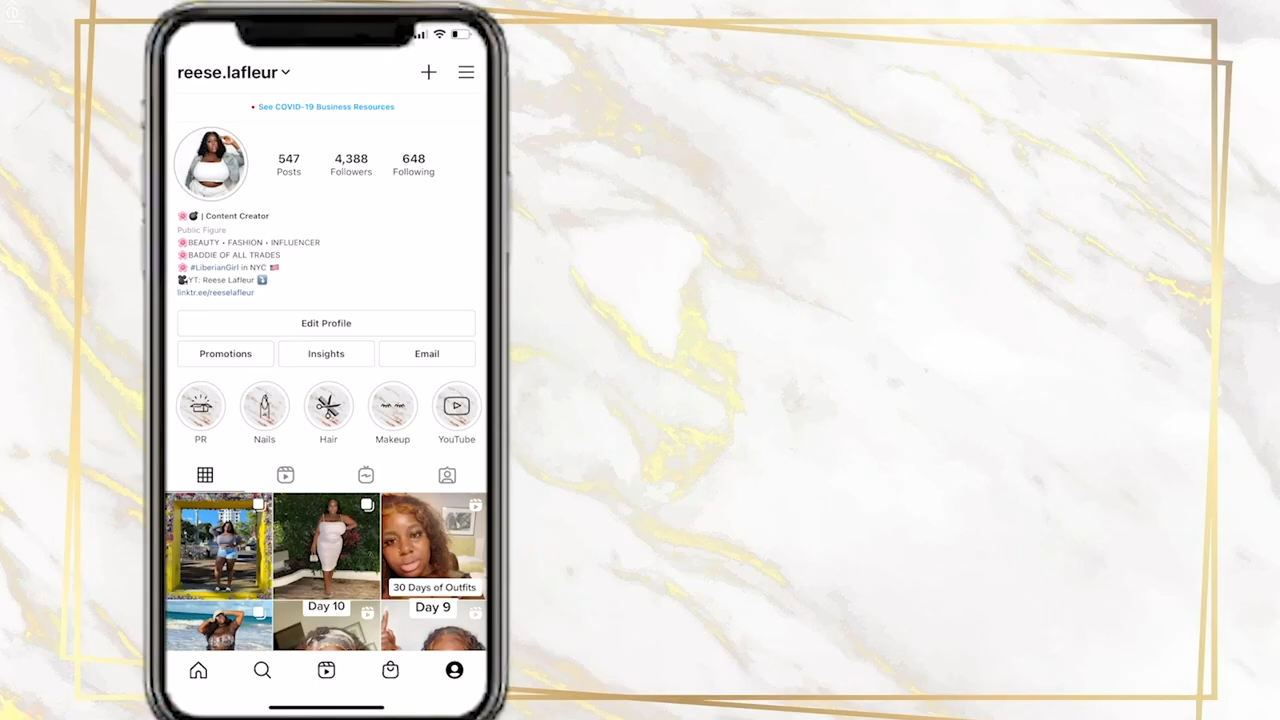 reese.lafleur
See COVID-19 Business Resources
547
Posts
4,388
Followers
648
Following
| Content Creator
Public Figure
BEAUTY • FASHION • INFLUENCER
BADDIE OF ALL TRADES
#LiberianGirl in NYC 🇺🇸
YT: Reese Lafleur ⤵️
linktr.ee/reeselafleur
Edit Profile
Promotions
Insights
Email
PR
Nails
Hair
Makeup
YouTube
30 Days of Outfits
Day 10
Day 9